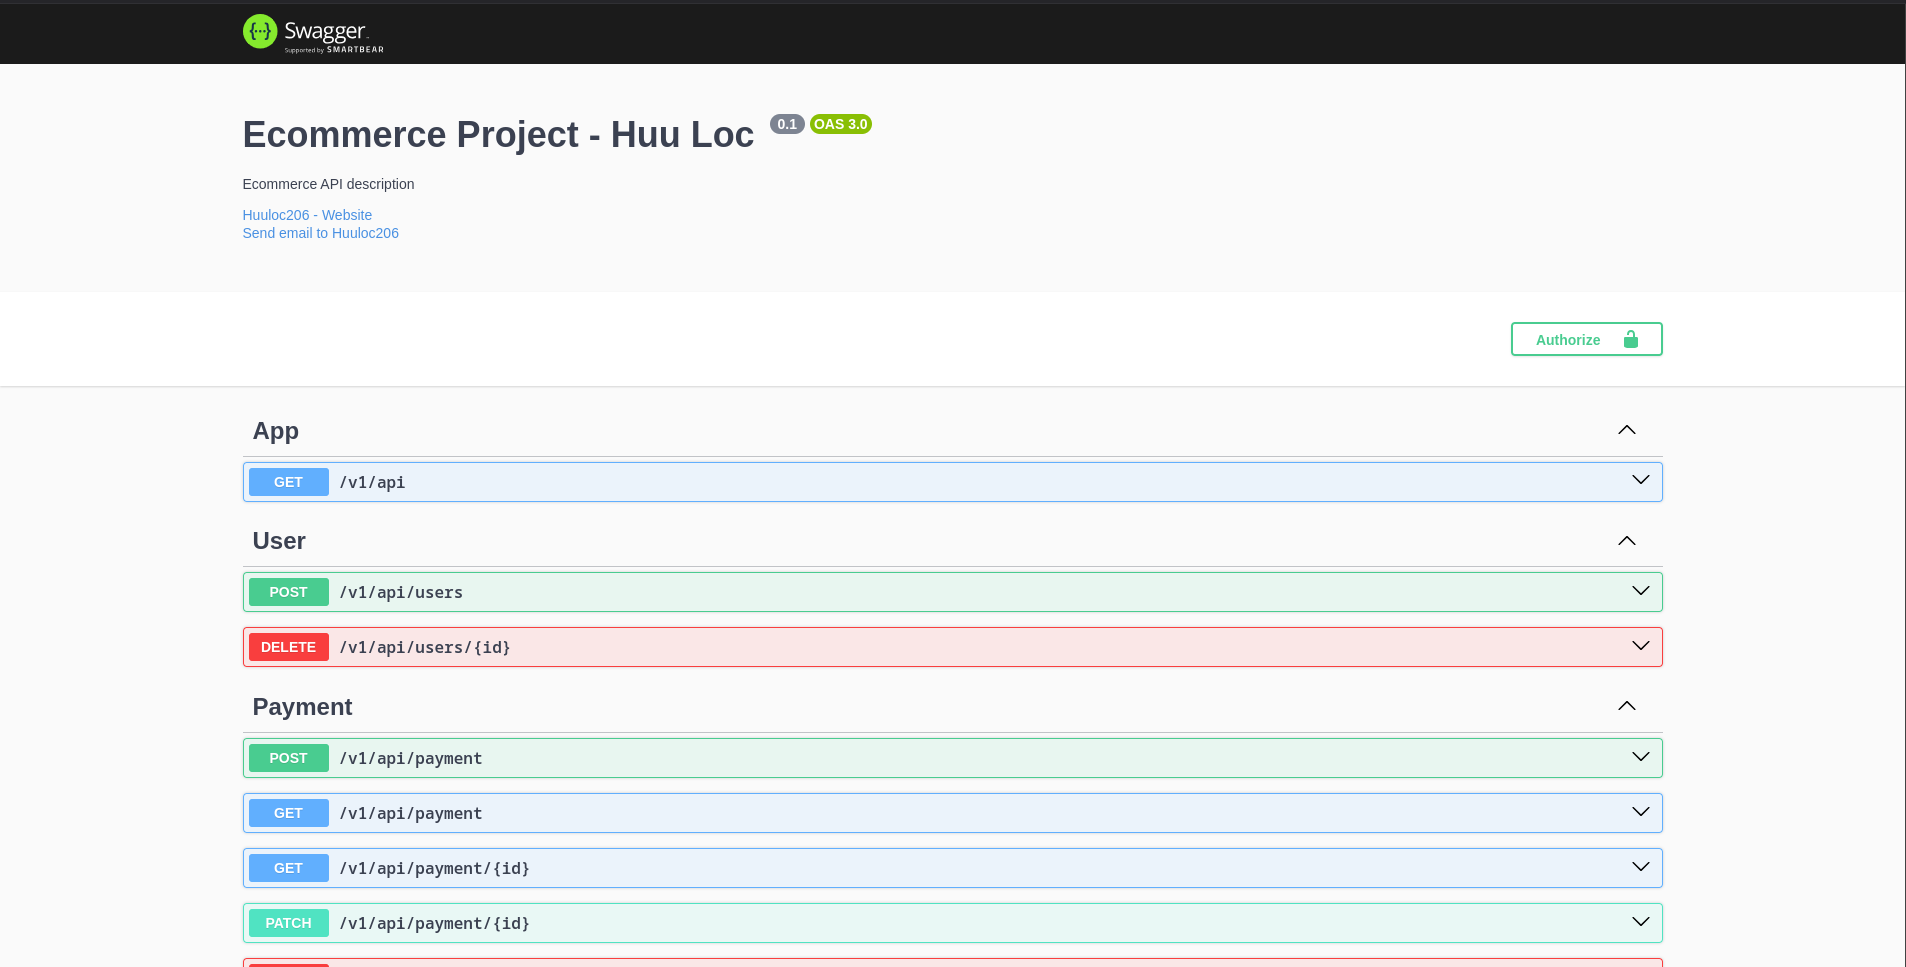 Swagger
Supported by SMARTBEAR
Ecommerce Project - Huu Loc 0.1 OAS 3.0
Ecommerce API description
Huuloc206 - Website
Send email to Huuloc206
Authorize
App
GET /v1/api
User
POST /v1/api/users
DELETE /v1/api/users/{id}
Payment
POST /v1/api/payment
GET /v1/api/payment
GET /v1/api/payment/{id}
PATCH /v1/api/payment/{id}